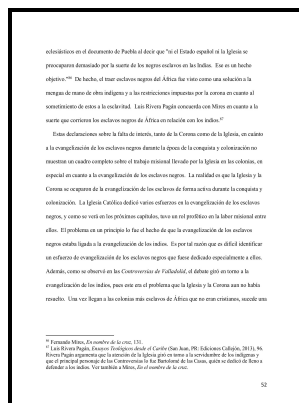 eclesiásticos en el documento de Puebla al decir que "ni el Estado español ni la Iglesia se
preocuparon demasiado por la suerte de los negros esclavos en las Indias. Ese es un hecho
objetivo."⁶⁶ De hecho, el traer esclavos negros del África fue visto como una solución a la
mengua de mano de obra indígena y a las restricciones impuestas por la corona en cuanto al
sometimiento de estos a la esclavitud. Luis Rivera Pagán concuerda con Mires en cuanto a la
suerte que corrieron los esclavos negros de África en relación con los indios.⁶⁷
Estas declaraciones sobre la falta de interés, tanto de la Corona como de la Iglesia, en cuánto
a la evangelización de los esclavos negros durante la época de la conquista y colonización no
muestran un cuadro completo sobre el trabajo misional llevado por la Iglesia en las colonias, en
especial en cuanto a la evangelización de los esclavos negros. La realidad es que la Iglesia y la
Corona se ocuparon de la evangelización de los esclavos de forma activa durante la conquista y
colonización. La Iglesia Católica dedicó varios esfuerzos en la evangelización de los esclavos
negros, y como se verá en los próximos capítulos, tuvo un rol prolífico en la labor misional entre
ellos. El problema en un principio lo fue el hecho de que la evangelización de los esclavos
negros estaba ligada a la evangelización de los indios. Es por tal razón que es difícil identificar
un esfuerzo de evangelización de los esclavos negros que fuese dedicado especialmente a ellos.
Además, como se observó en las Controversias de Valladolid, el debate giró en torno a la
evangelización de los indios, pues este era el problema que la Iglesia y la Corona aun no había
resuelto. Una vez llegan a las colonias más esclavos de África que no eran cristianos, sucede una
⁶⁶ Fernando Mires, En nombre de la cruz, 131.
⁶⁷ Luis Rivera Pagán, Ensayos Teológicos desde el Caribe (San Juan, PR: Ediciones Callejón, 2013), 96.
Rivera Pagán argumenta que la atención de la Iglesia giró en torno a la servidumbre de los indígenas y
que el principal personaje de las Controversias lo fue Bartolomé de las Casas, quién se dedicó de lleno a
defender a los indios. Ver también a Mires, En el nombre de la cruz.
52